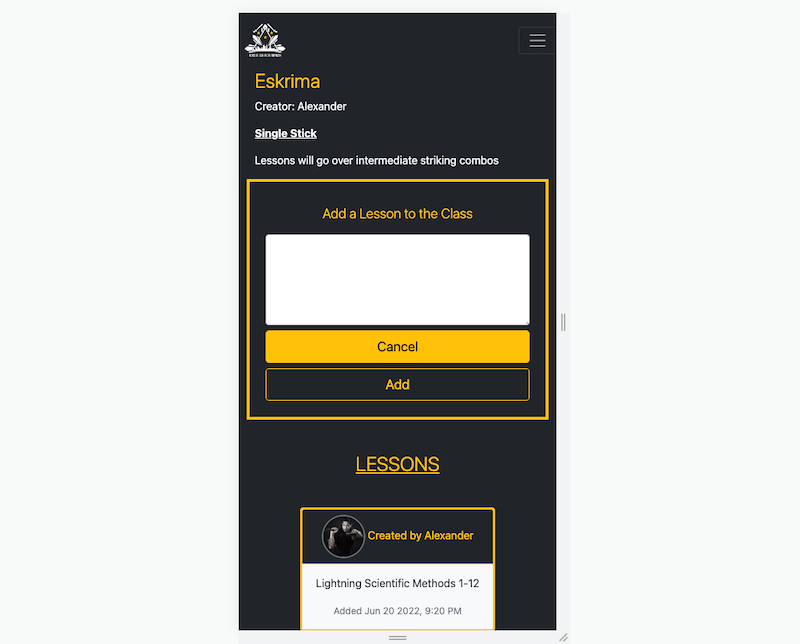 Eskrima
Creator: Alexander
Single Stick
Lessons will go over intermediate striking combos
Add a Lesson to the Class
Cancel
Add
LESSONS
Created by Alexander
Lightning Scientific Methods 1-12
Added Jun 20 2022, 9:20 PM